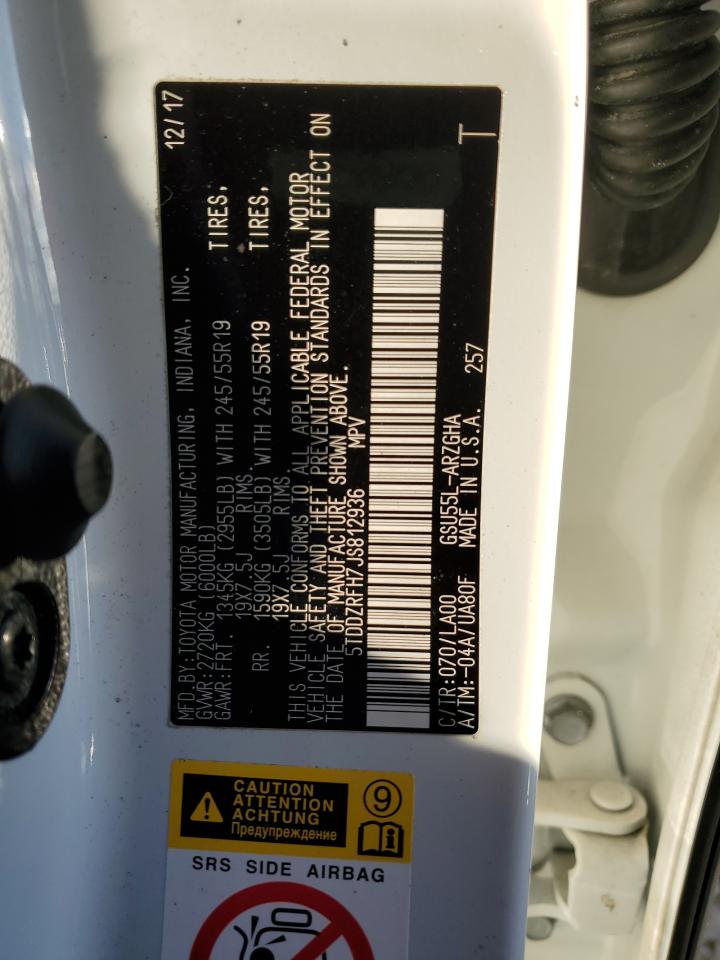 MFD. BY:TOYOTA MOTOR MANUFACTURING, INDIANA, INC. 12/17
GVWR:2720KG (6000LB)
GAWR:FRT. 1345KG (2955LB) WITH 245/55R19 TIRES,
19X7.5J RIMS.
RR. 1590KG (3505LB) WITH 245/55R19 TIRES,
19X7.5J RIMS.
THIS VEHICLE CONFORMS TO ALL APPLICABLE FEDERAL MOTOR
VEHICLE SAFETY AND THEFT PREVENTION STANDARDS IN EFFECT ON
THE DATE OF MANUFACTURE SHOWN ABOVE.
5TDDZRFH7JS812936 MPV
C/TR:070/LA00 GSU55L-ARZGHA T
A/TM:-04A/UA80F MADE IN U.S.A. 257
CAUTION
ATTENTION
ACHTUNG
Предупреждение
9
i
SRS SIDE AIRBAG